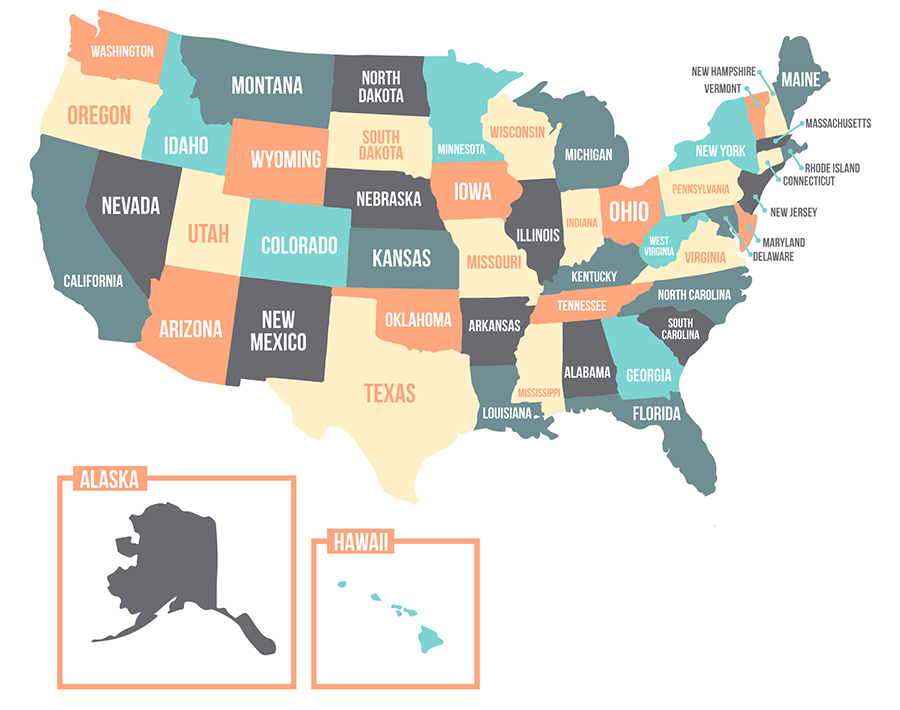 WASHINGTON
OREGON
IDAHO
MONTANA
NORTH
DAKOTA
SOUTH
DAKOTA
WYOMING
MINNESOTA
WISCONSIN
MICHIGAN
NEW HAMPSHIRE
VERMONT
MAINE
MASSACHUSETTS
NEW YORK
RHODE ISLAND
CONNECTICUT
NEW JERSEY
PENNSYLVANIA
MARYLAND
DELAWARE
NEVADA
UTAH
COLORADO
NEBRASKA
IOWA
ILLINOIS
INDIANA
OHIO
WEST
VIRGINIA
VIRGINIA
CALIFORNIA
KANSAS
MISSOURI
KENTUCKY
NORTH CAROLINA
TENNESSEE
SOUTH
CAROLINA
ARIZONA
NEW
MEXICO
OKLAHOMA
ARKANSAS
TEXAS
LOUISIANA
MISSISSIPPI
ALABAMA
GEORGIA
FLORIDA
ALASKA
HAWAII